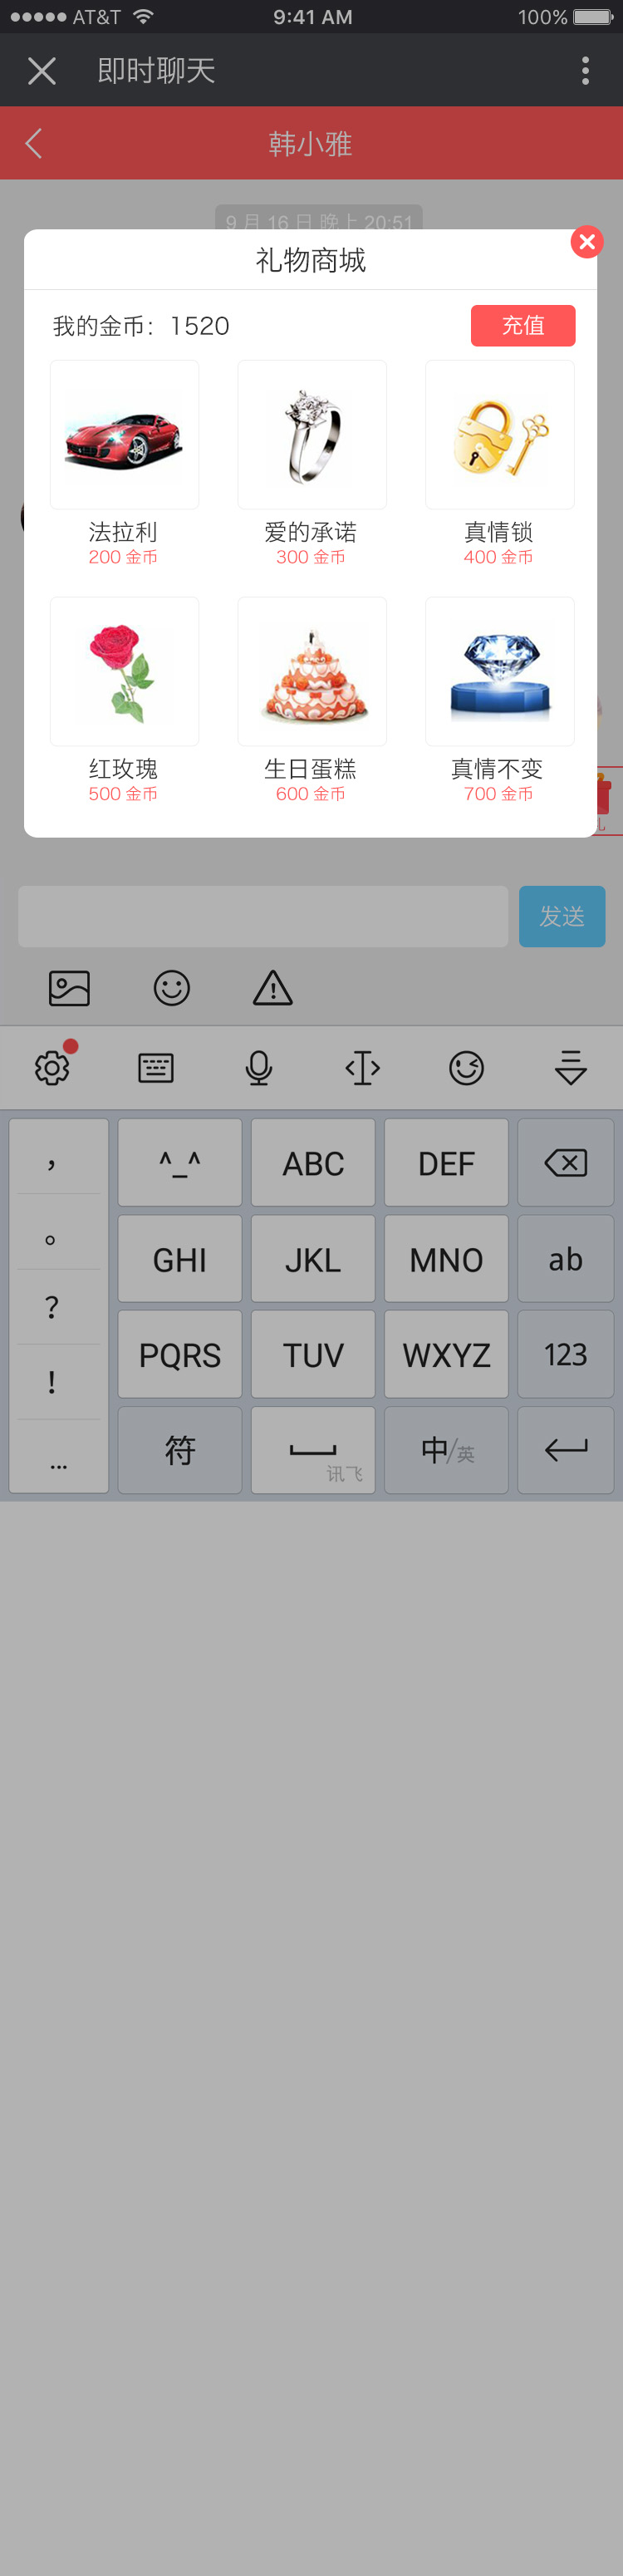 AT&T 9:41 AM 100%
即时聊天
韩小雅
9 月 16 日 晚上 20:51
礼物商城
我的金币：1520 充值
法拉利 爱的承诺 真情锁
200 金币 300 金币 400 金币
红玫瑰 生日蛋糕 真情不变
500 金币 600 金币 700 金币
礼
发送
， ^_^ ABC DEF
。 GHI JKL MNO ab
？ PQRS TUV WXYZ 123
！
… 符 讯飞 中/英